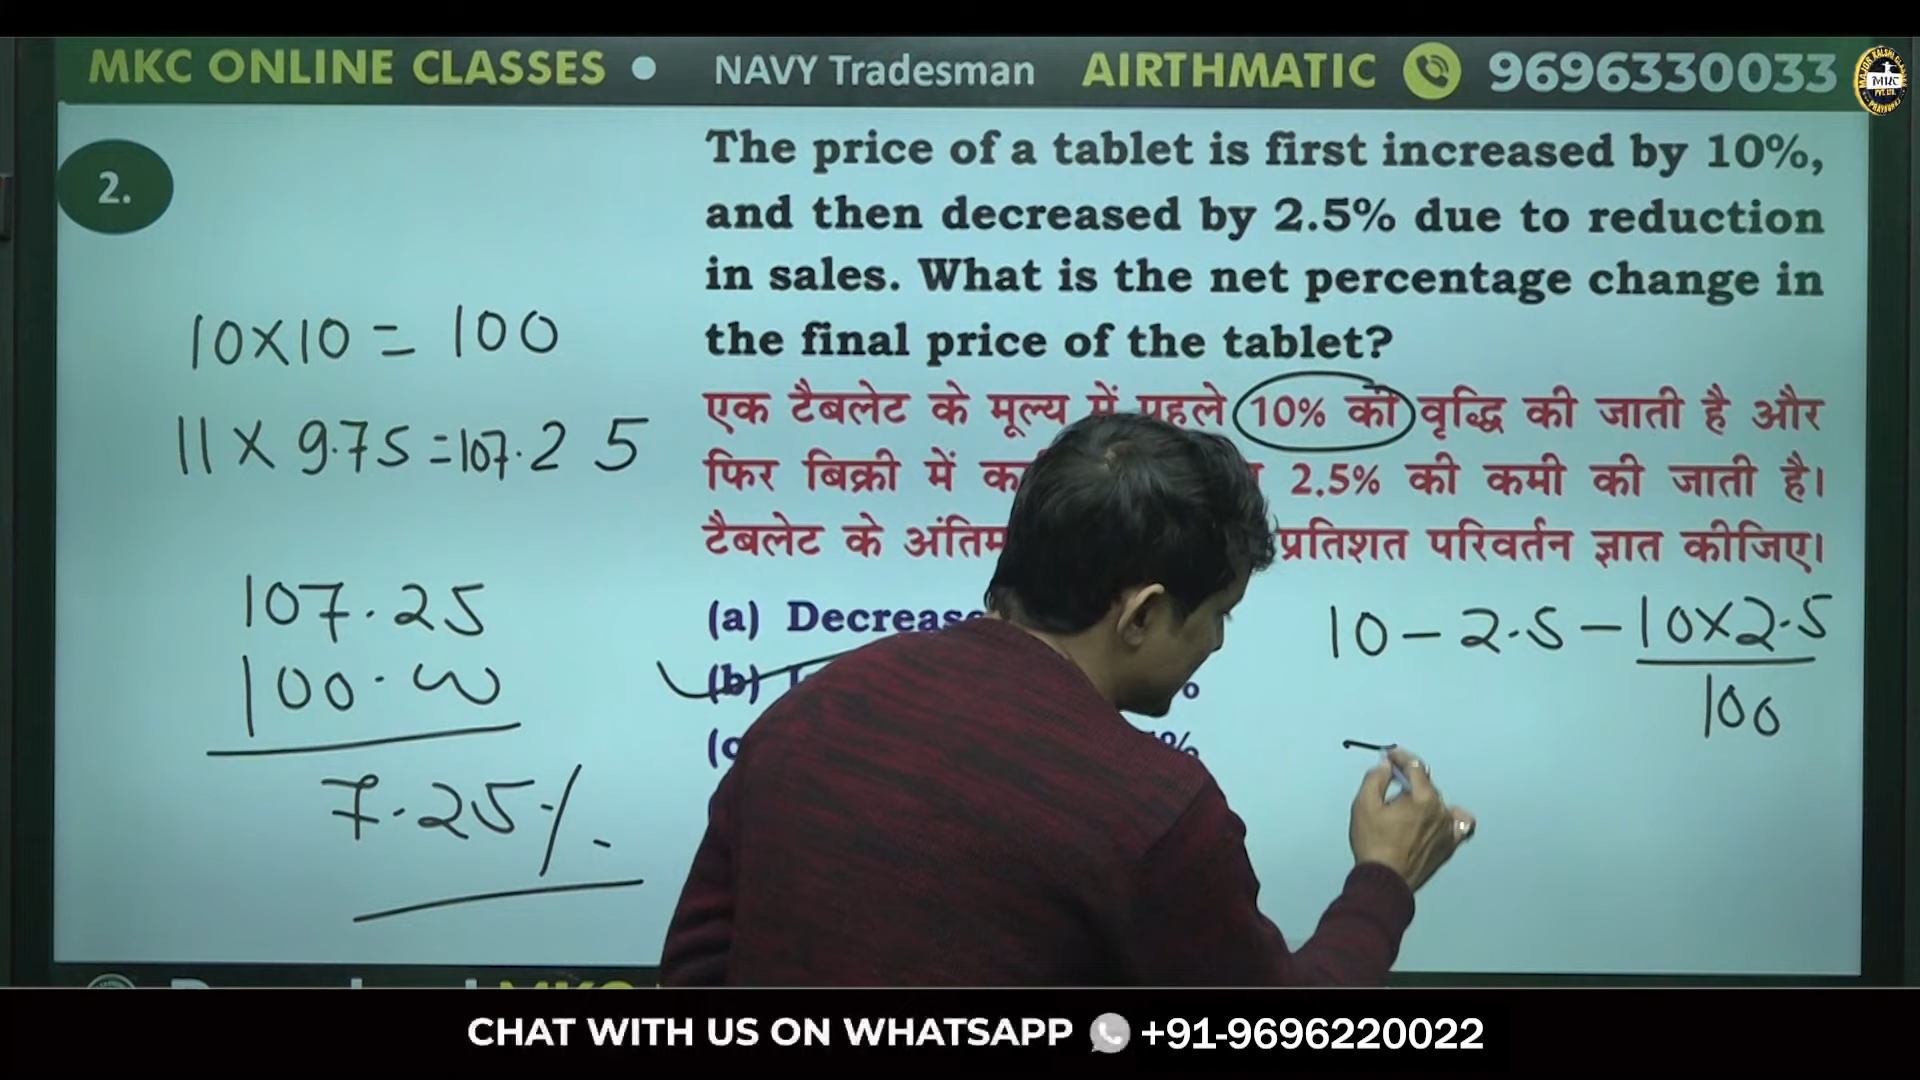 MKC ONLINE CLASSES • NAVY Tradesman AIRTHMATIC 9696330033
MIK
2.
The price of a tablet is first increased by 10%,
and then decreased by 2.5% due to reduction
in sales. What is the net percentage change in
the final price of the tablet?
एक टैबलेट के मूल्य में पहले 10% की वृद्धि की जाती है और
फिर बिक्री में 2.5% की कमी की जाती है।
टैबलेट के अंतिम प्रतिशत परिवर्तन ज्ञात कीजिए।
(a) Decrease
(b) %
(c %
10×10 = 100
11 × 9.75 = 107.25
107.25
100.00
7.25%.
10 - 2.5 - 10×2.5
100
CHAT WITH US ON WHATSAPP +91-9696220022